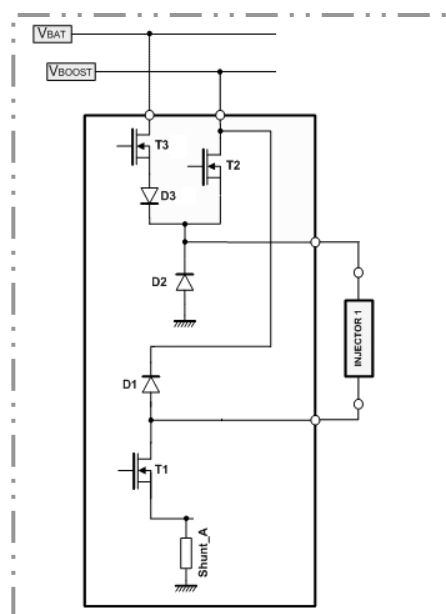 VBAT
VBOOST
T3
T2
D3
D2
INJECTOR 1
D1
T1
Shunt_A